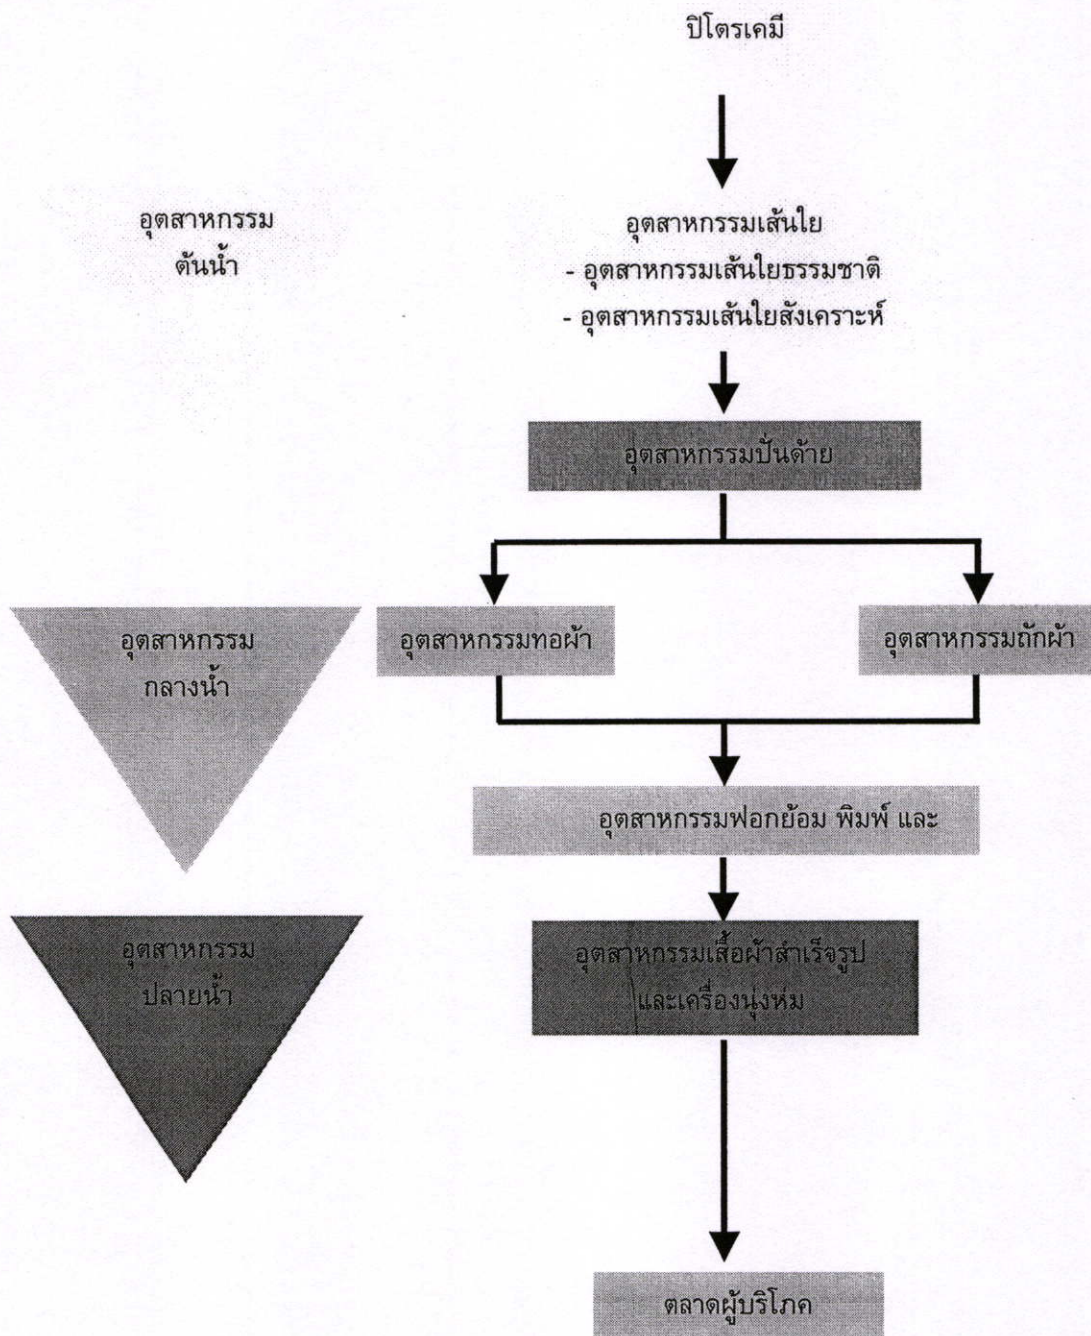 ปิโตรเคมี
อุตสาหกรรม
ต้นน้ำ
อุตสาหกรรมเส้นใย
- อุตสาหกรรมเส้นใยธรรมชาติ
- อุตสาหกรรมเส้นใยสังเคราะห์
อุตสาหกรรมปั่นด้าย
อุตสาหกรรม
กลางน้ำ
อุตสาหกรรมทอผ้า
อุตสาหกรรมถักผ้า
อุตสาหกรรมฟอกย้อม พิมพ์ และ
อุตสาหกรรม
ปลายน้ำ
อุตสาหกรรมเสื้อผ้าสำเร็จรูป
และเครื่องนุ่งห่ม
ตลาดผู้บริโภค